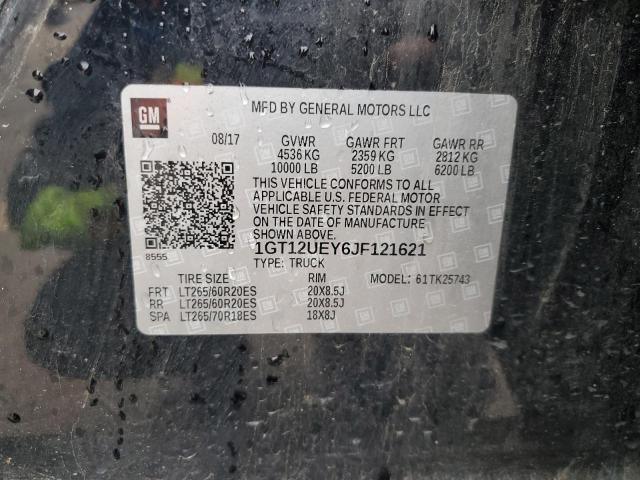 GM
MFD BY GENERAL MOTORS LLC
08/17 GVWR GAWR FRT GAWR RR
4536 KG 2359 KG 2812 KG
10000 LB 5200 LB 6200 LB
THIS VEHICLE CONFORMS TO ALL
APPLICABLE U.S. FEDERAL MOTOR
VEHICLE SAFETY STANDARDS IN EFFECT
ON THE DATE OF MANUFACTURE
SHOWN ABOVE.
8555 1GT12UEY6JF121621
TYPE: TRUCK
TIRE SIZE RIM MODEL: 61TK25743
FRT LT265/60R20ES 20X8.5J
RR LT265/60R20ES 20X8.5J
SPA LT265/70R18ES 18X8J